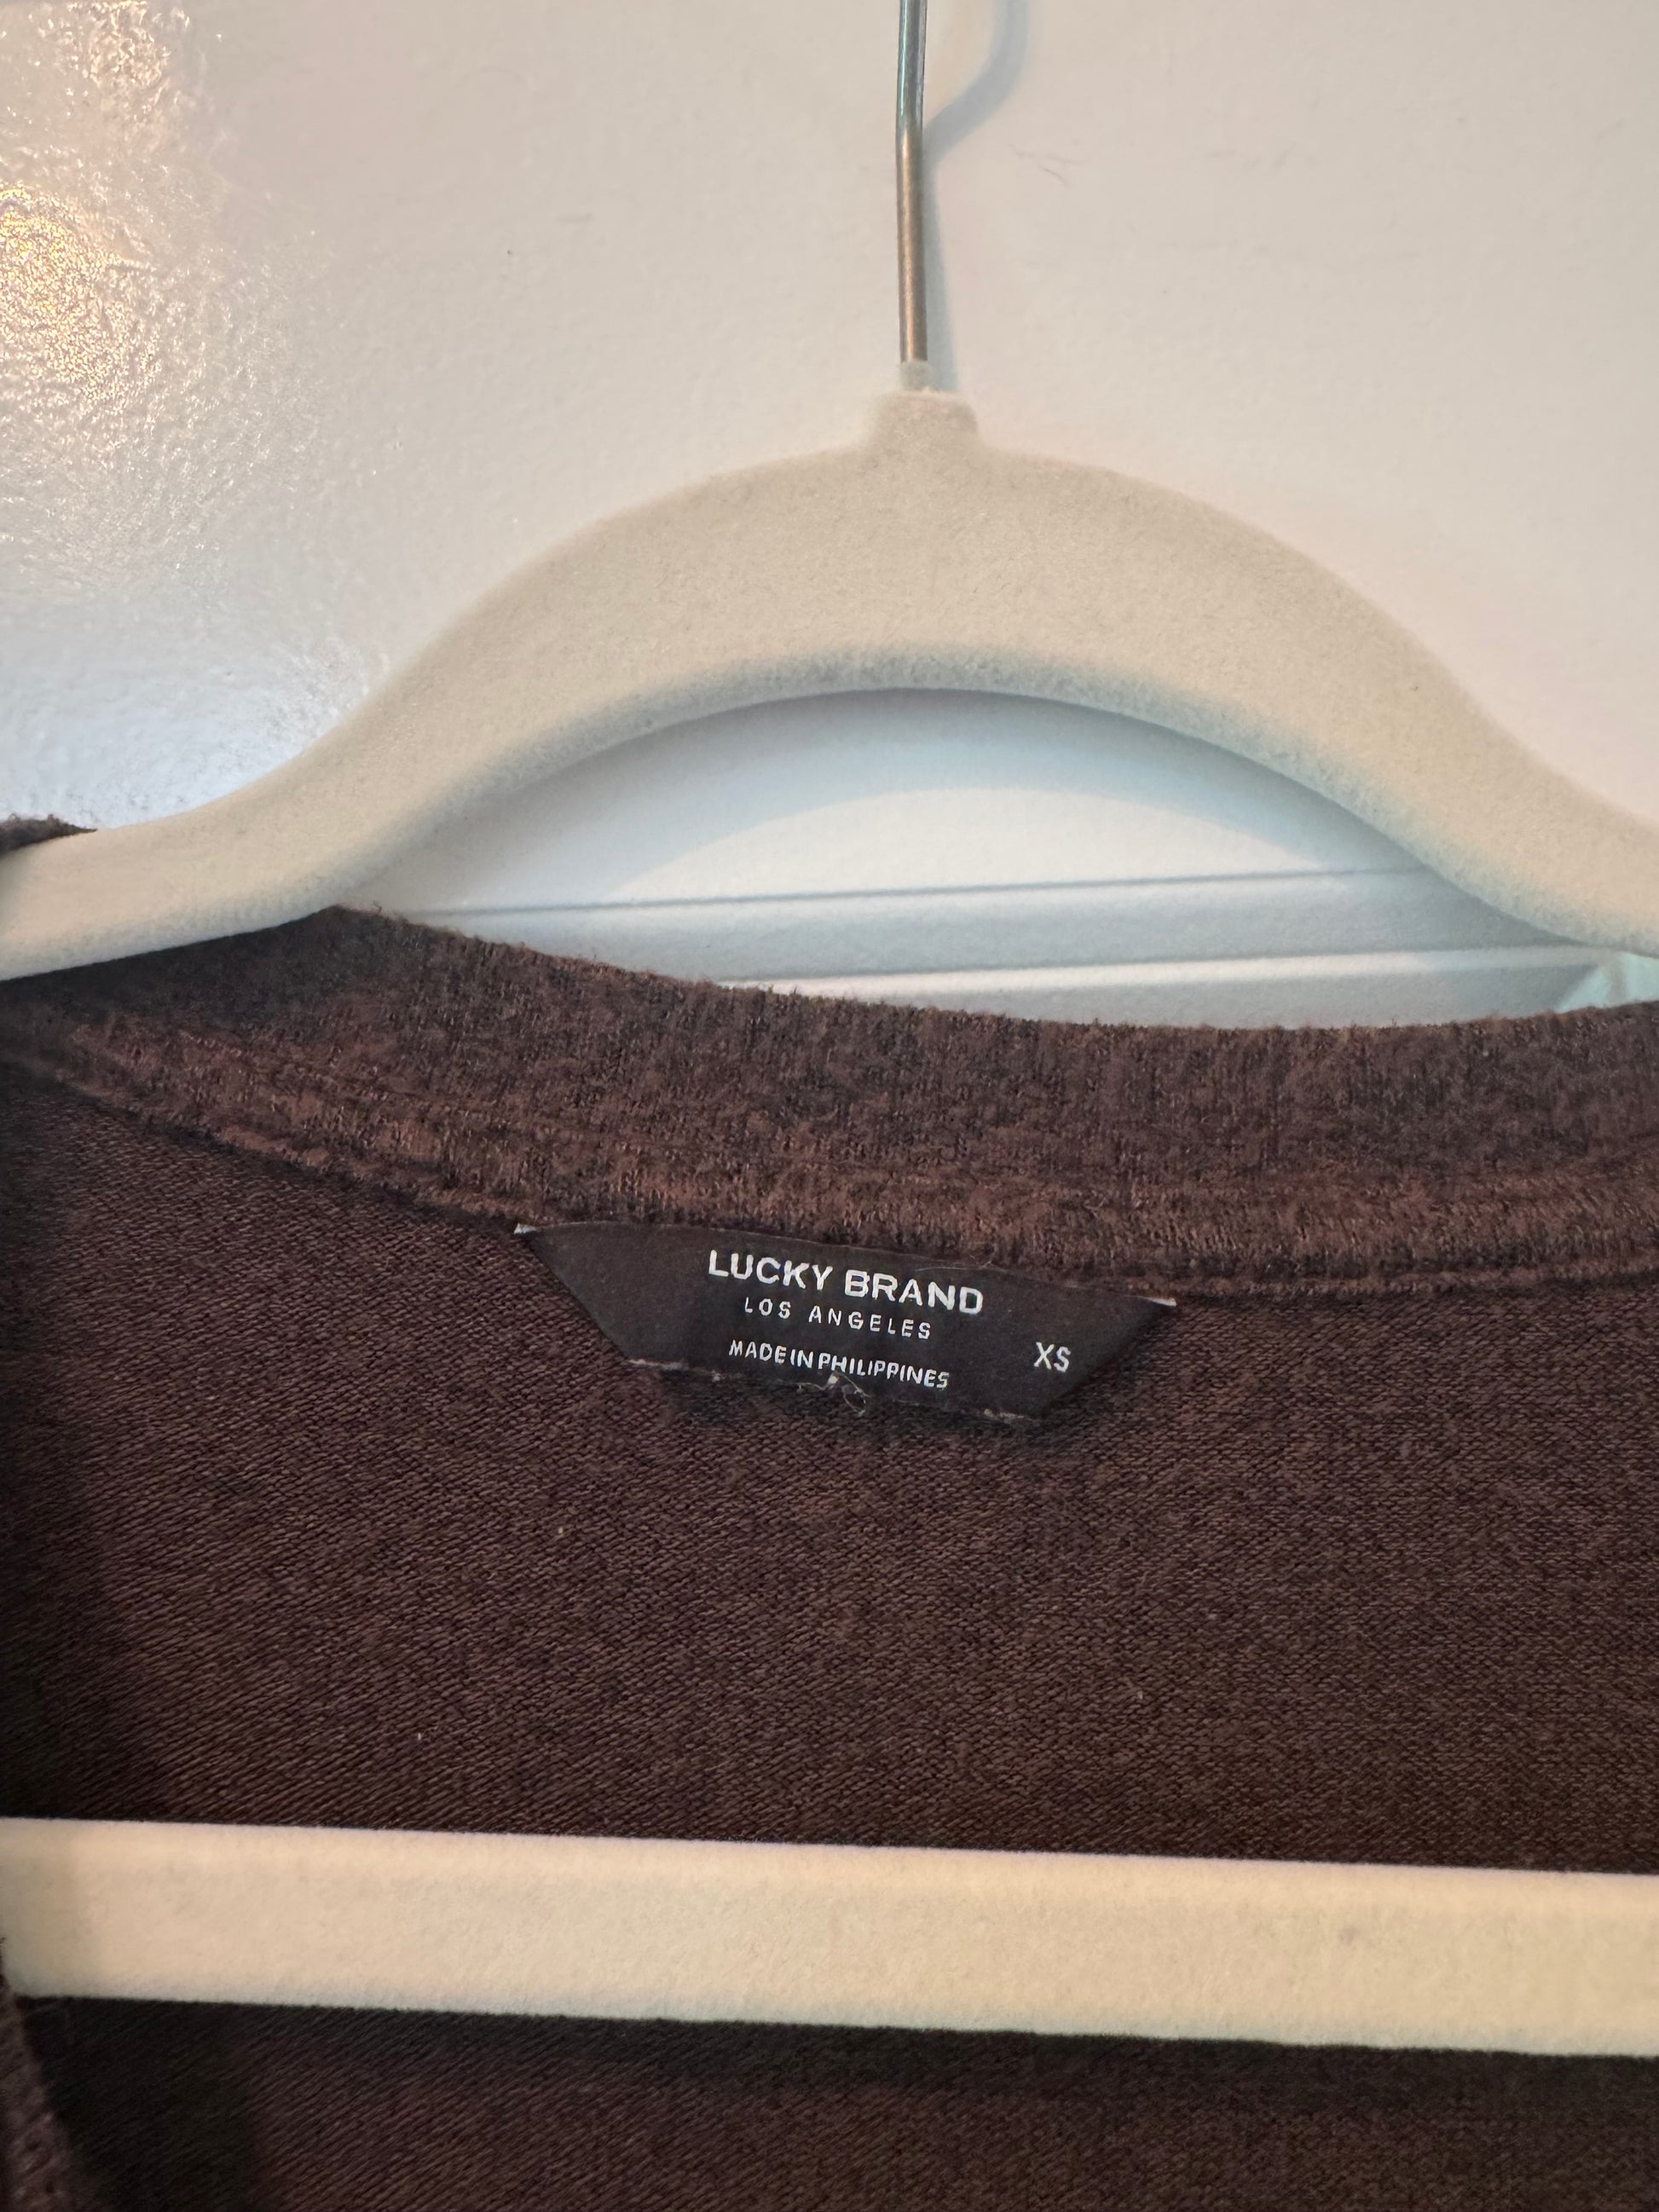 LUCKY BRAND
LOS ANGELES
MADE IN PHILIPPINES
XS